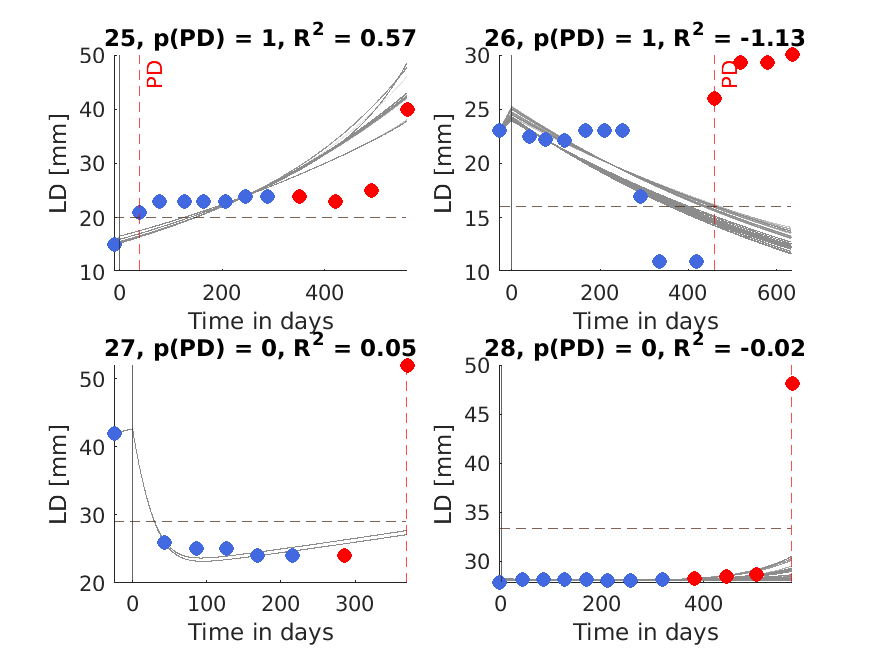 25, p(PD) = 1, R² = 0.57
50
40
30
20
10
LD [mm]
PD
0
200
400
Time in days
26, p(PD) = 1, R² = -1.13
30
25
20
15
10
LD [mm]
PD
0
200
400
600
Time in days
27, p(PD) = 0, R² = 0.05
50
40
30
20
LD [mm]
0
100
200
300
Time in days
28, p(PD) = 0, R² = -0.02
50
45
40
35
30
LD [mm]
0
200
400
Time in days